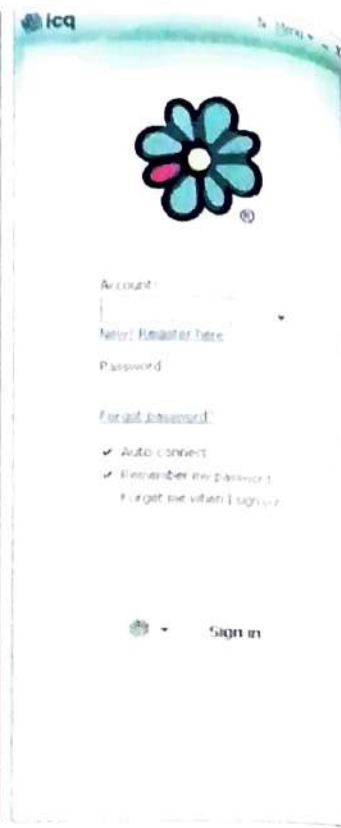 icq
Menu
®
Account:
New? Register here
Password
Forgot password?
Auto connect
Remember my password
Forget me when I sign out
Sign in